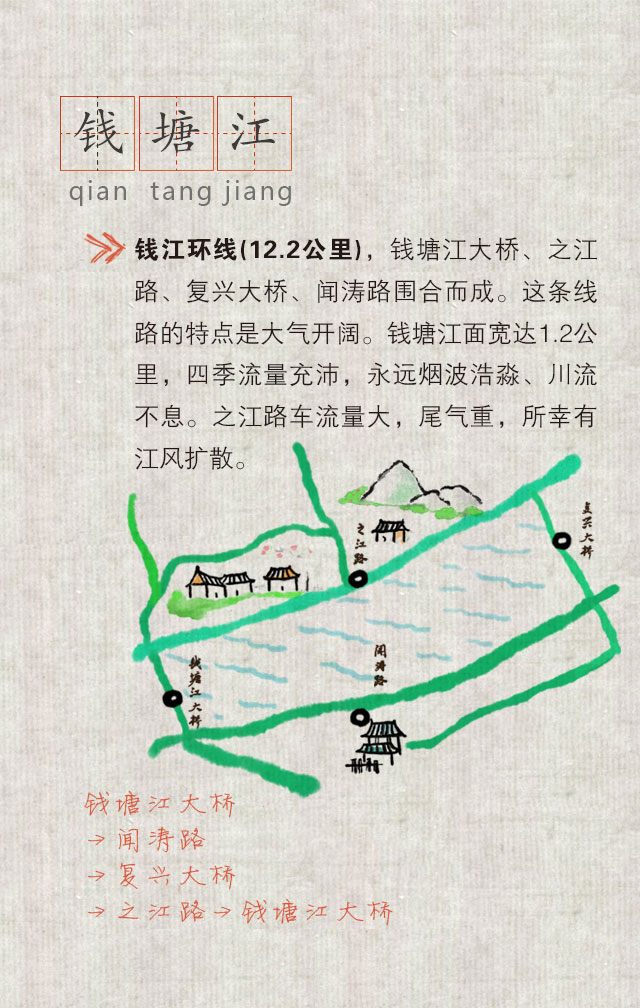 钱塘江
qian tang jiang
钱江环线(12.2公里)，钱塘江大桥、之江
路、复兴大桥、闻涛路围合而成。这条线
路的特点是大气开阔。钱塘江面宽达1.2公
里，四季流量充沛，永远烟波浩淼、川流
不息。之江路车流量大，尾气重，所幸有
江风扩散。
复兴大桥
之江路
闻涛路
钱塘江大桥
钱塘江大桥
→闻涛路
→复兴大桥
→之江路→钱塘江大桥